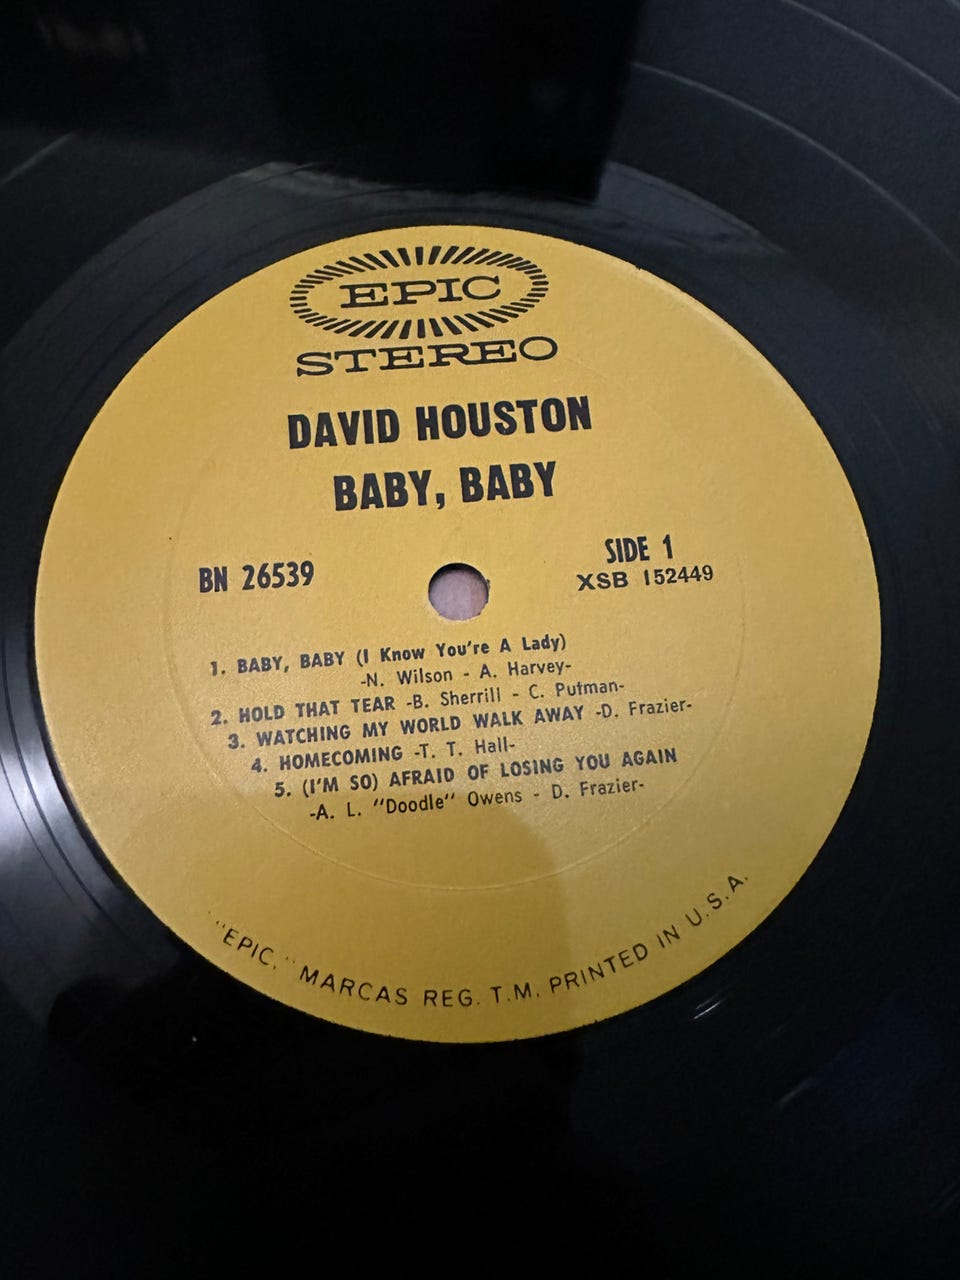 EPIC
STEREO
DAVID HOUSTON
BABY, BABY
BN 26539
SIDE 1
XSB 152449
1. BABY, BABY (I Know You're A Lady)
-N. Wilson - A. Harvey-
2. HOLD THAT TEAR -B. Sherrill - C. Putman-
3. WATCHING MY WORLD WALK AWAY -D. Frazier-
4. HOMECOMING -T. T. Hall-
5. (I'M SO) AFRAID OF LOSING YOU AGAIN
-A. L. "Doodle" Owens - D. Frazier-
"EPIC," MARCAS REG. T.M. PRINTED IN U.S.A.